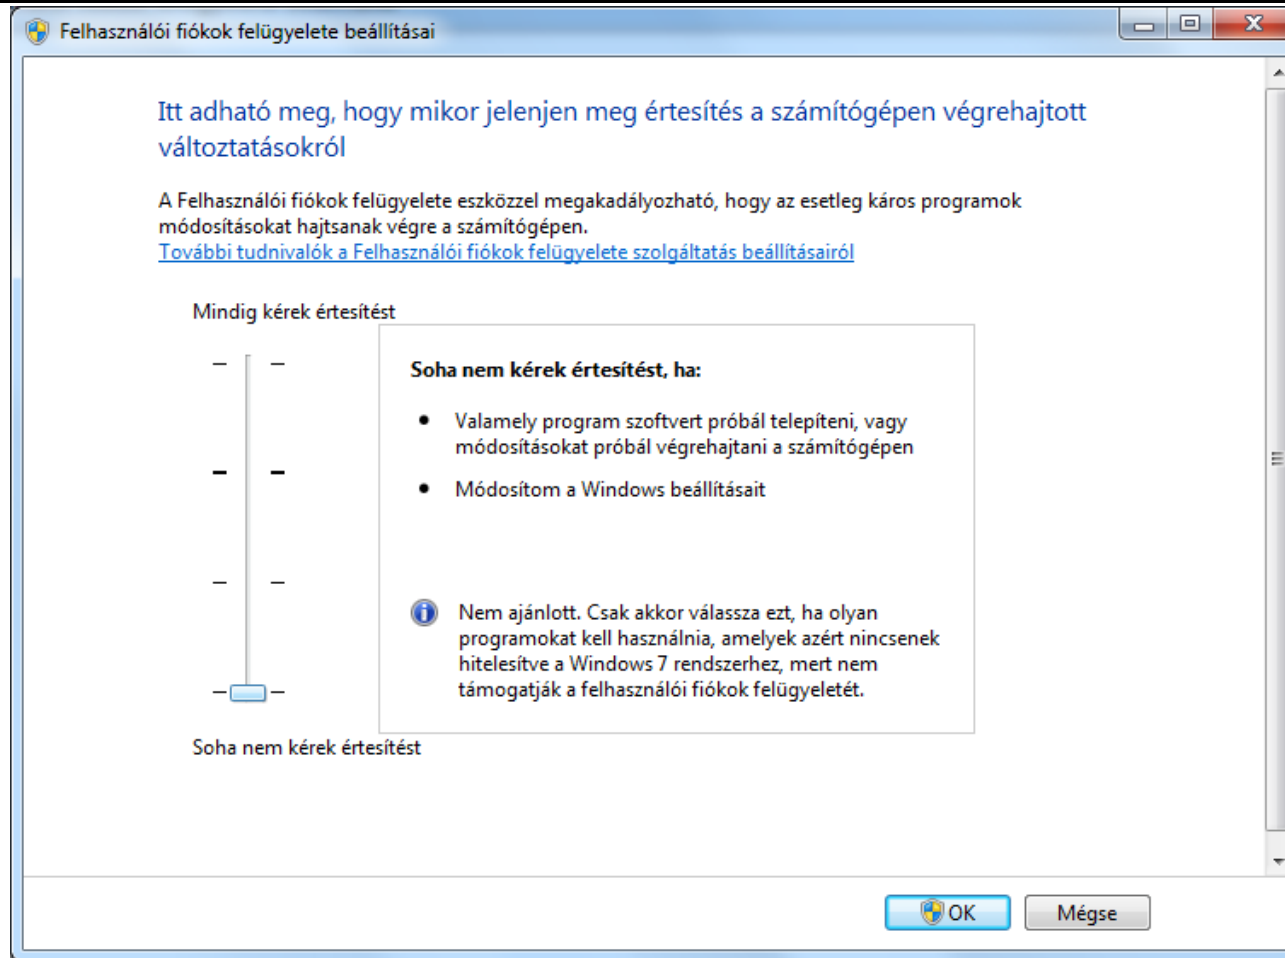 Felhasználói fiókok felügyelete beállításai
Itt adható meg, hogy mikor jelenjen meg értesítés a számítógépen végrehajtott
változtatásokról
A Felhasználói fiókok felügyelete eszközzel megakadályozható, hogy az esetleg káros programok
módosításokat hajtsanak végre a számítógépen.
További tudnivalók a Felhasználói fiókok felügyelete szolgáltatás beállításairól
Mindig kérek értesítést
Soha nem kérek értesítést, ha:
• Valamely program szoftvert próbál telepíteni, vagy
módosításokat próbál végrehajtani a számítógépen
• Módosítom a Windows beállításait
Nem ajánlott. Csak akkor válassza ezt, ha olyan
programokat kell használnia, amelyek azért nincsenek
hitelesítve a Windows 7 rendszerhez, mert nem
támogatják a felhasználói fiókok felügyeletét.
Soha nem kérek értesítést
OK
Mégse